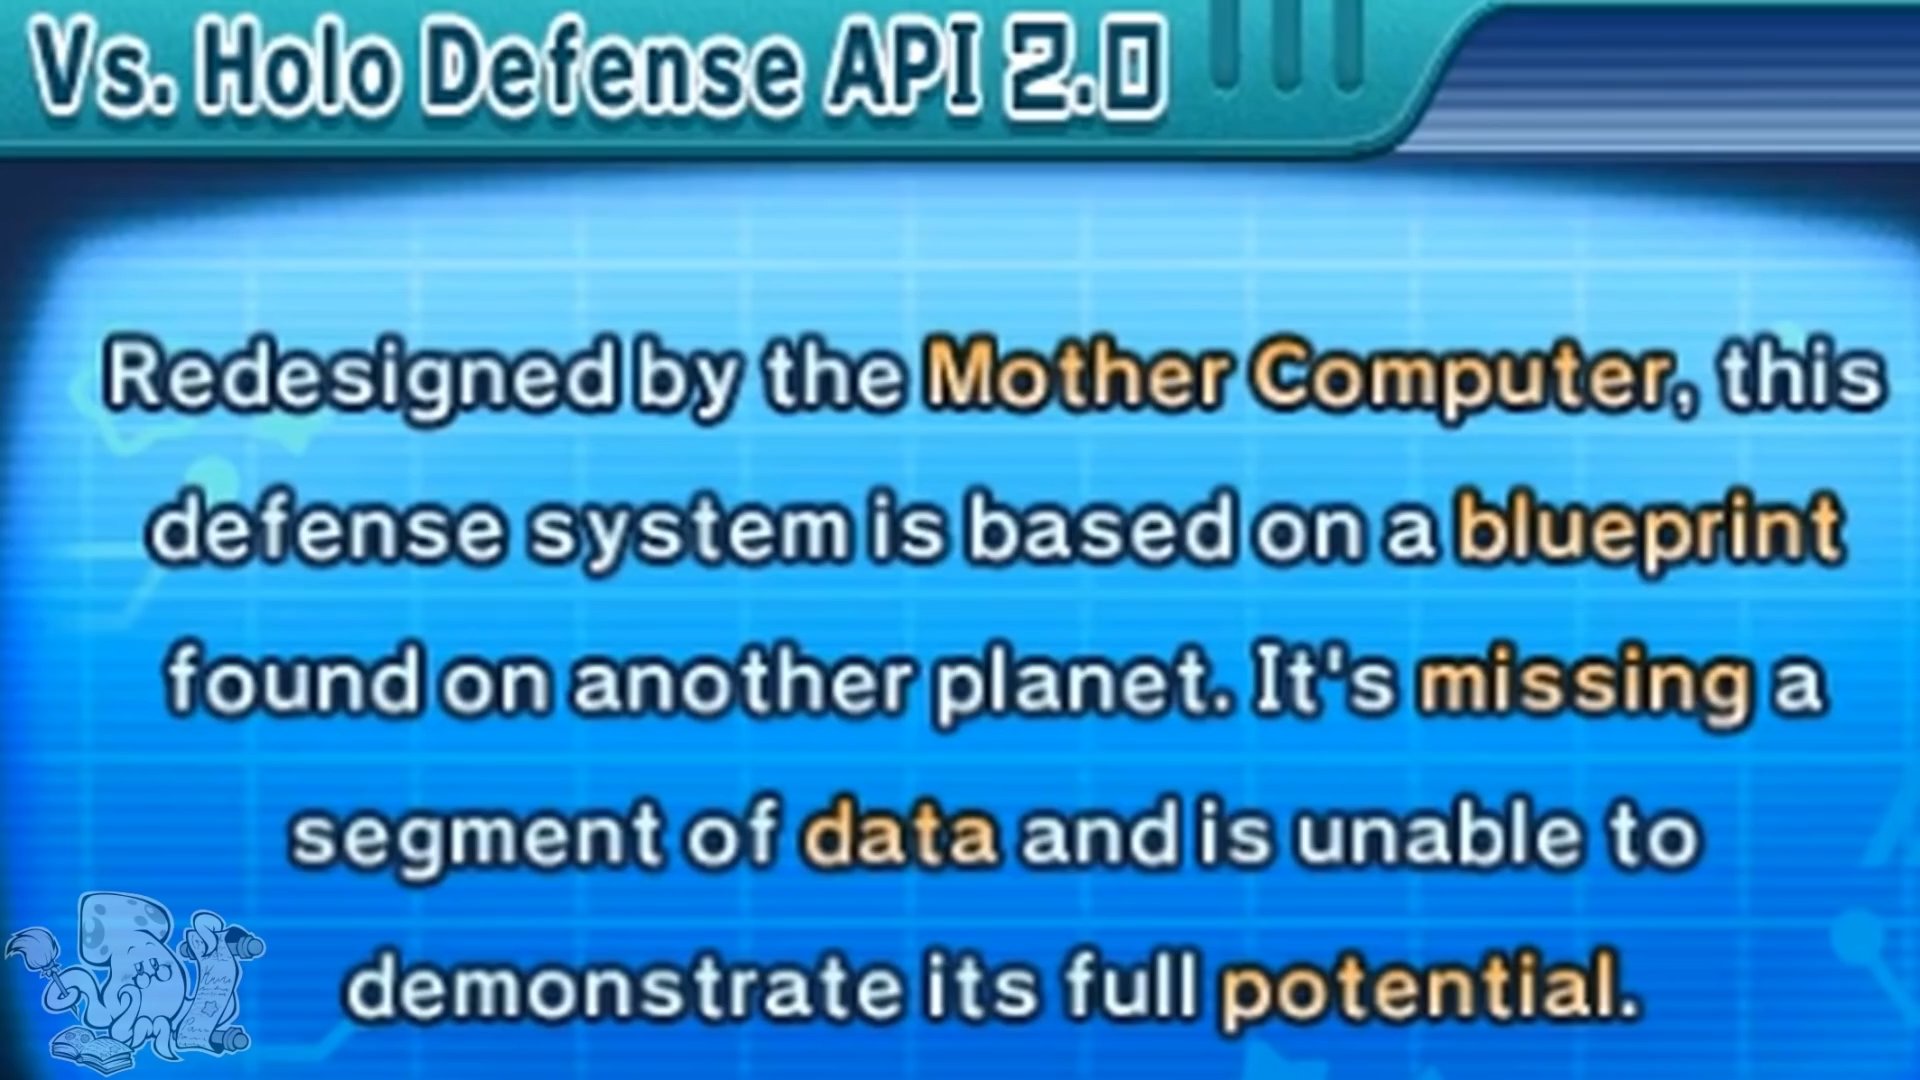 Vs. Holo Defense API 2.0
Redesigned by the Mother Computer, this
defense system is based on a blueprint
found on another planet. It's missing a
segment of data and is unable to
demonstrate its full potential.